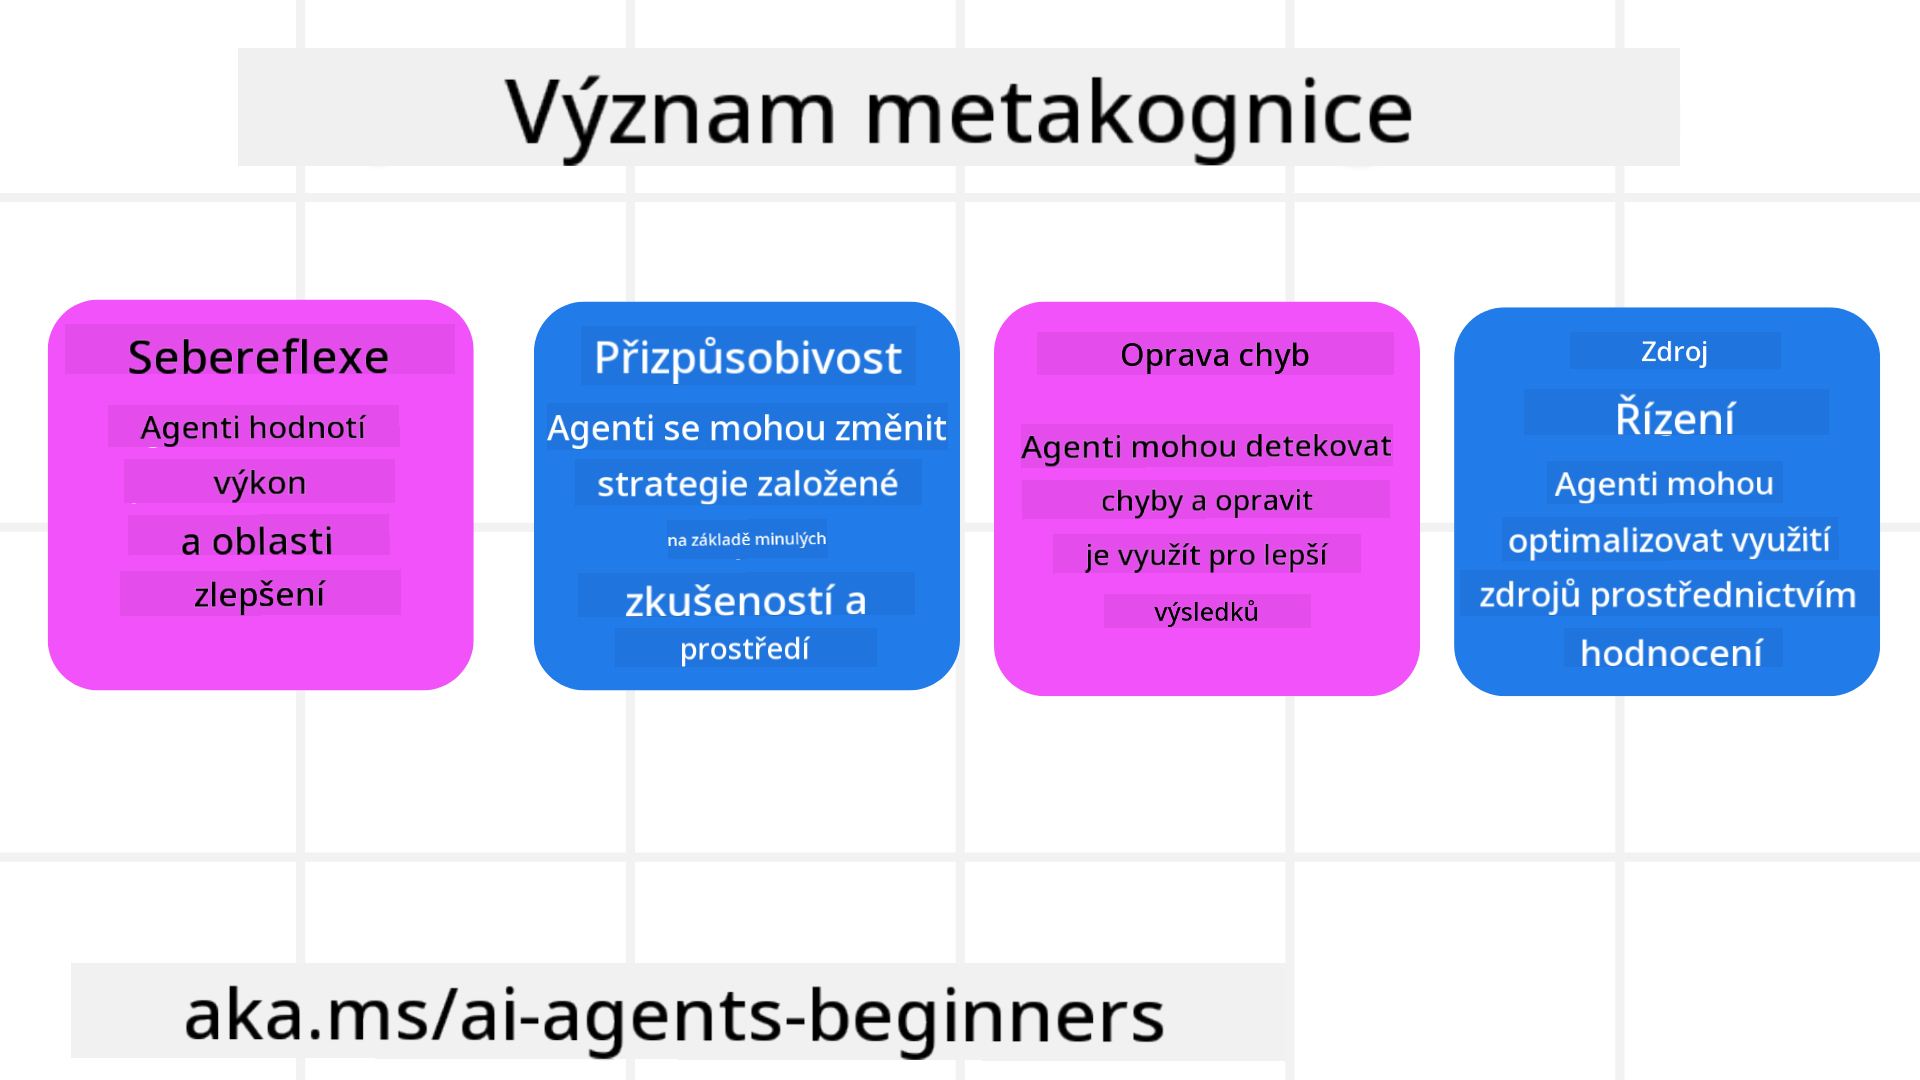 Význam metakognice
Sebereflexe
Agenti hodnotí
výkon
a oblasti
zlepšení
Přizpůsobivost
Agenti se mohou změnit
strategie založené
na základě minulých
zkušeností a
prostředí
Oprava chyb
Agenti mohou detekovat
chyby a opravit
je využít pro lepší
výsledků
Zdroj
Řízení
Agenti mohou
optimalizovat využití
zdrojů prostřednictvím
hodnocení
aka.ms/ai-agents-beginners